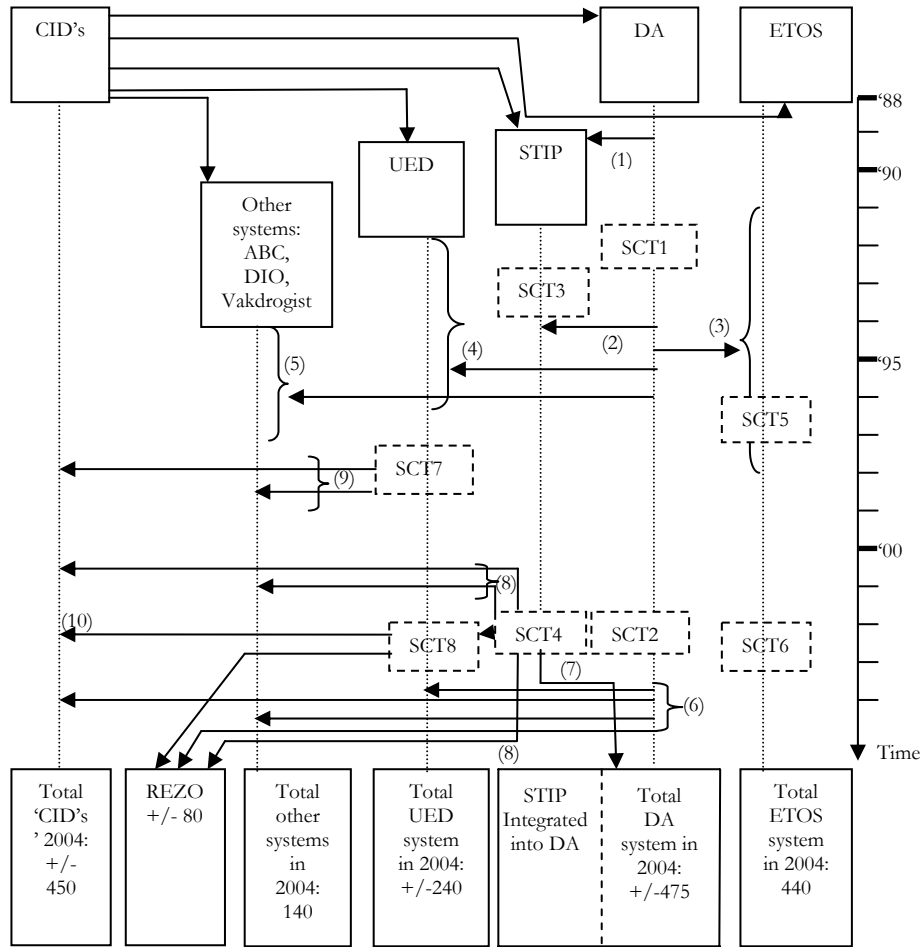 CID's
DA
ETOS
'88
STIP
(1)
UED
'90
Other
systems:
ABC,
DIO,
Vakdrogist
SCT1
SCT3
(3)
(2)
(4)
(5)
'95
SCT5
SCT7
(9)
'00
(8)
(10)
SCT4
SCT2
SCT8
SCT6
(7)
(6)
(8)
Time
Total
'CID's
' 2004:
+/-
450
REZO
+/- 80
Total
other
systems
in
2004:
140
Total
UED
system
in 2004:
+/-240
STIP
Integrated
into DA
Total
DA
system in
2004:
+/-475
Total
ETOS
system
in 2004:
440